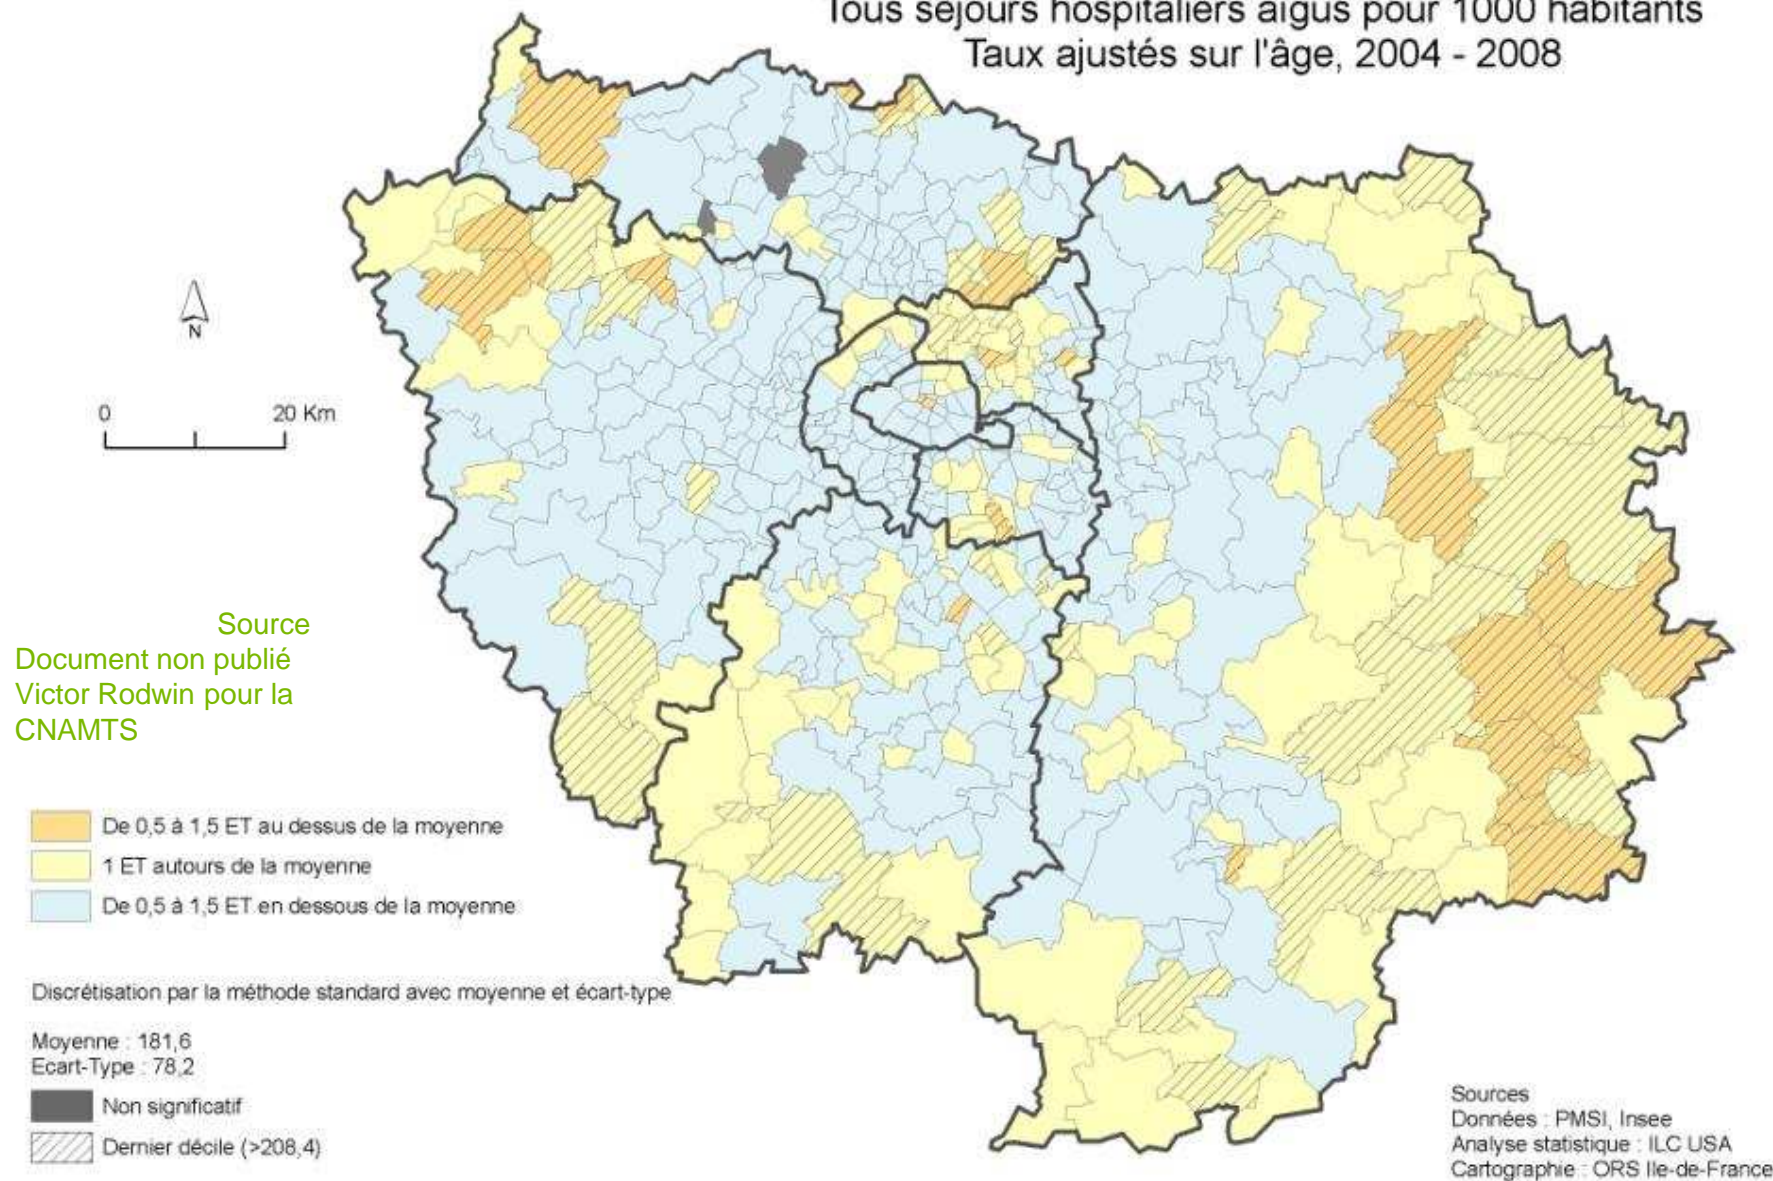 Tous séjours hospitaliers aigus pour 1000 habitants
Taux ajustés sur l'âge, 2004 - 2008
N
0 20 Km
Source
Document non publié
Victor Rodwin pour la
CNAMTS
De 0,5 à 1,5 ET au dessus de la moyenne
1 ET autours de la moyenne
De 0,5 à 1,5 ET en dessous de la moyenne
Discrétisation par la méthode standard avec moyenne et écart-type
Moyenne : 181,6
Ecart-Type : 78,2
Non significatif
Dernier décile (>208,4)
Sources
Données : PMSI, Insee
Analyse statistique : ILC USA
Cartographie : ORS Ile-de-France